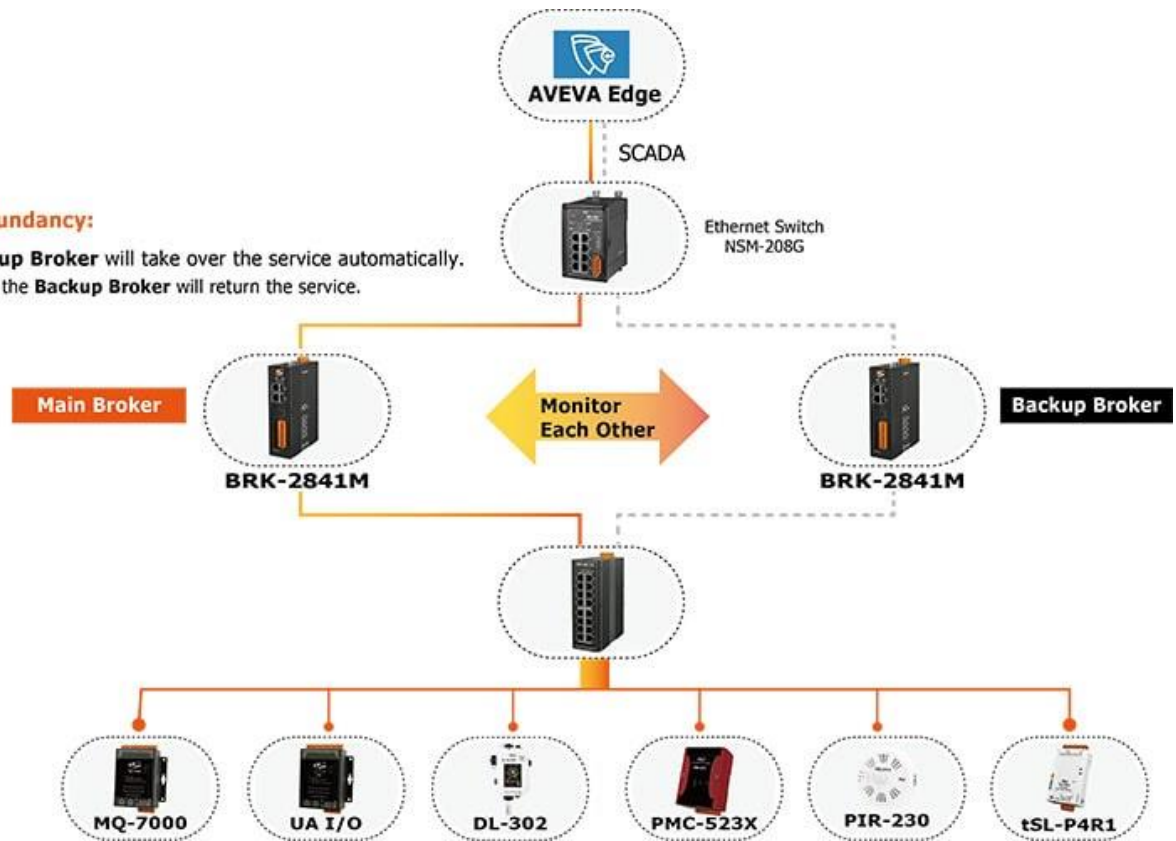 AVEVA Edge
SCADA
Ethernet Switch
NSM-208G
undancy:
up Broker will take over the service automatically.
the Backup Broker will return the service.
Main Broker
Monitor
Each Other
Backup Broker
BRK-2841M
BRK-2841M
MQ-7000
UA I/O
DL-302
PMC-523X
PIR-230
tSL-P4R1